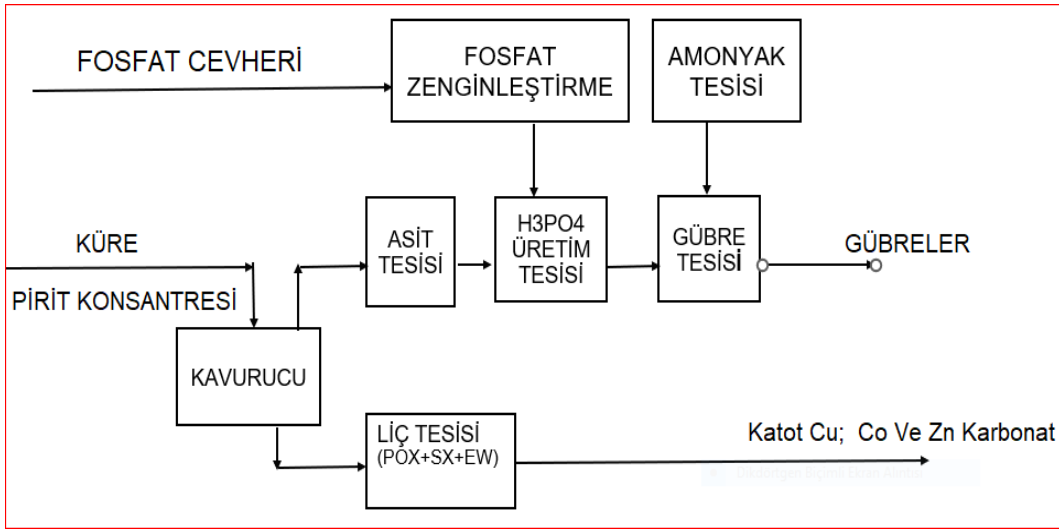 FOSFAT CEVHERİ
FOSFAT
ZENGİNLEŞTİRME
AMONYAK
TESİSİ
KÜRE
PİRİT KONSANTRESİ
ASİT
TESİSİ
H3PO4
ÜRETİM
TESİSİ
GÜBRE
TESİSİ
GÜBRELER
KAVURUCU
LİÇ TESİSİ
(POX+SX+EW)
Katot Cu; Co Ve Zn Karbonat